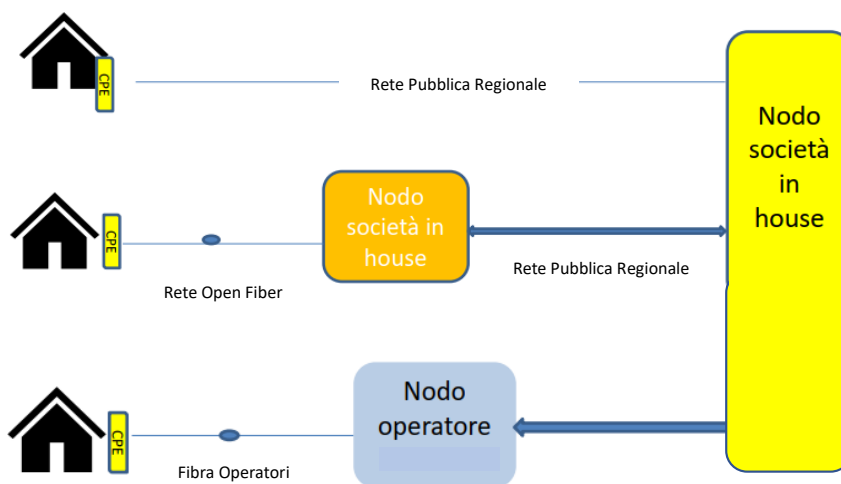 CPE
Rete Pubblica Regionale
Nodo
società
in
house
CPE
Rete Open Fiber
Nodo
società in
house
Rete Pubblica Regionale
CPE
Fibra Operatori
Nodo
operatore